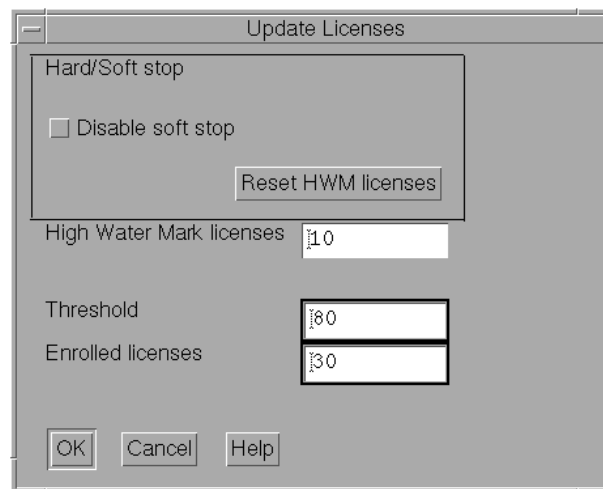 Update Licenses
Hard/Soft stop
Disable soft stop
Reset HWM licenses
High Water Mark licenses 10
Threshold 80
Enrolled licenses 30
OK Cancel Help